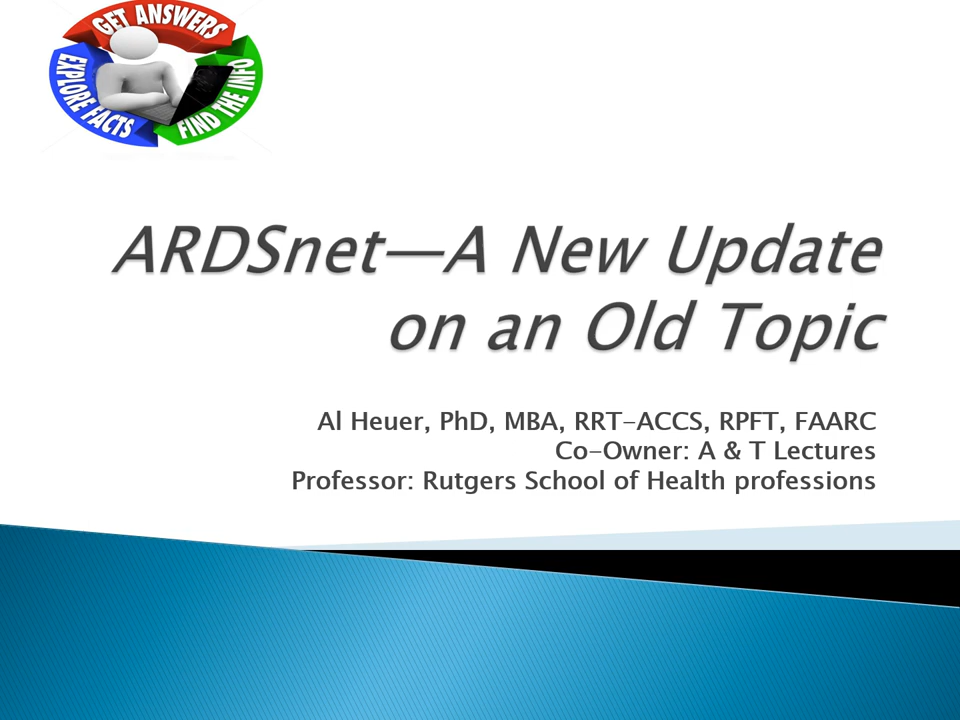 GET ANSWERS
EXPLORE FACTS
FIND THE INFO
ARDSnet—A New Update
on an Old Topic
Al Heuer, PhD, MBA, RRT-ACCS, RPFT, FAARC
Co-Owner: A & T Lectures
Professor: Rutgers School of Health professions